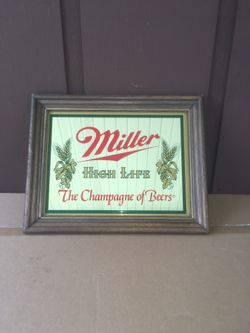 Miller
HIGH LIFE
The Champagne of Beers